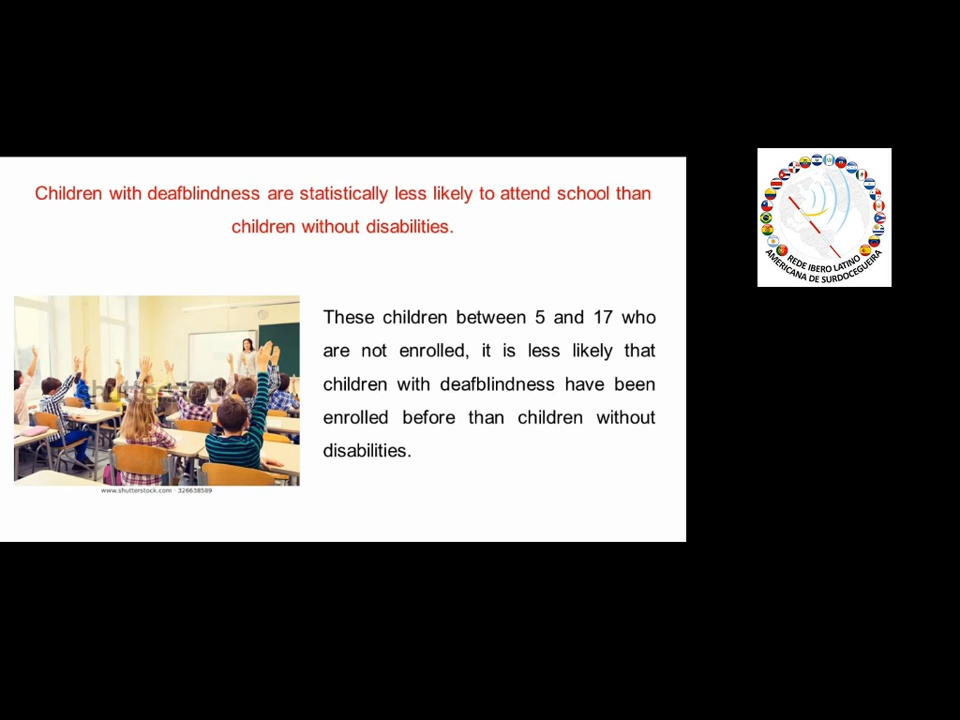 Children with deafblindness are statistically less likely to attend school than
children without disabilities.
These children between 5 and 17 who
are not enrolled, it is less likely that
children with deafblindness have been
enrolled before than children without
disabilities.
shutterstock
www.shutterstock.com · 326638589
REDE IBERO LATINO
AMERICANA DE SURDOCEGUEIRA